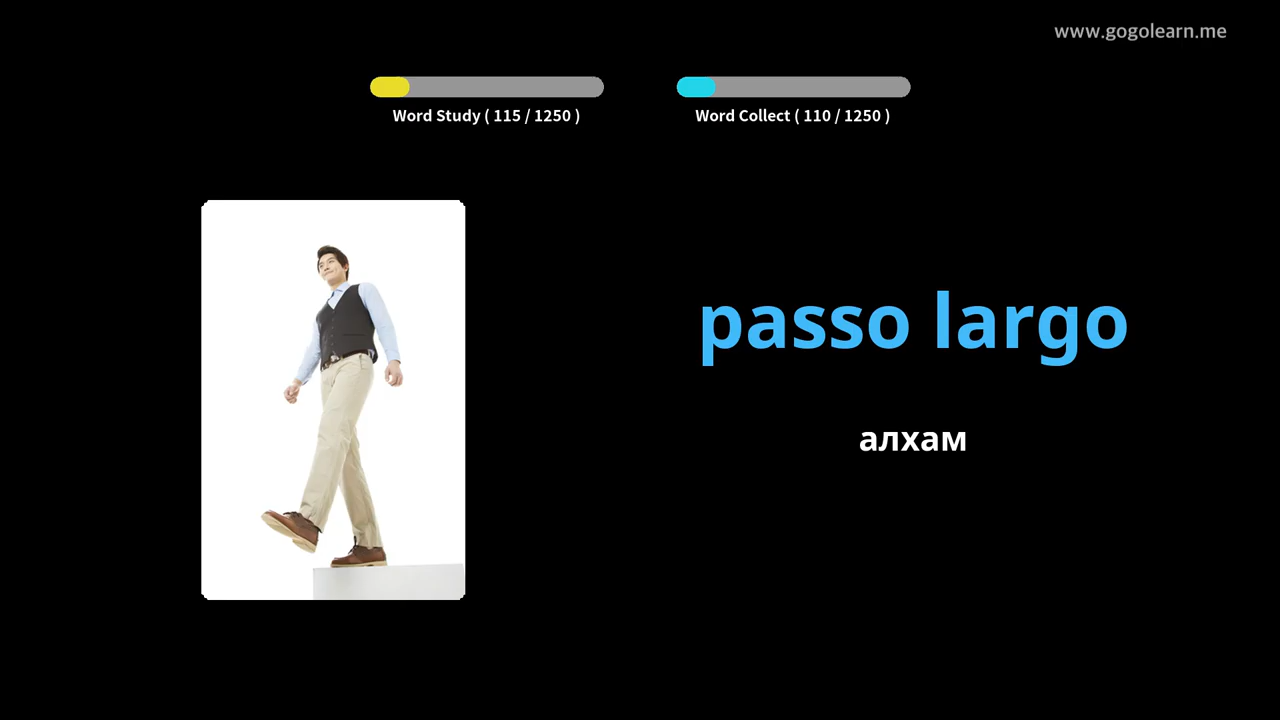 www.gogolearn.me
Word Study ( 115 / 1250 )
Word Collect ( 110 / 1250 )
passo largo
алхам